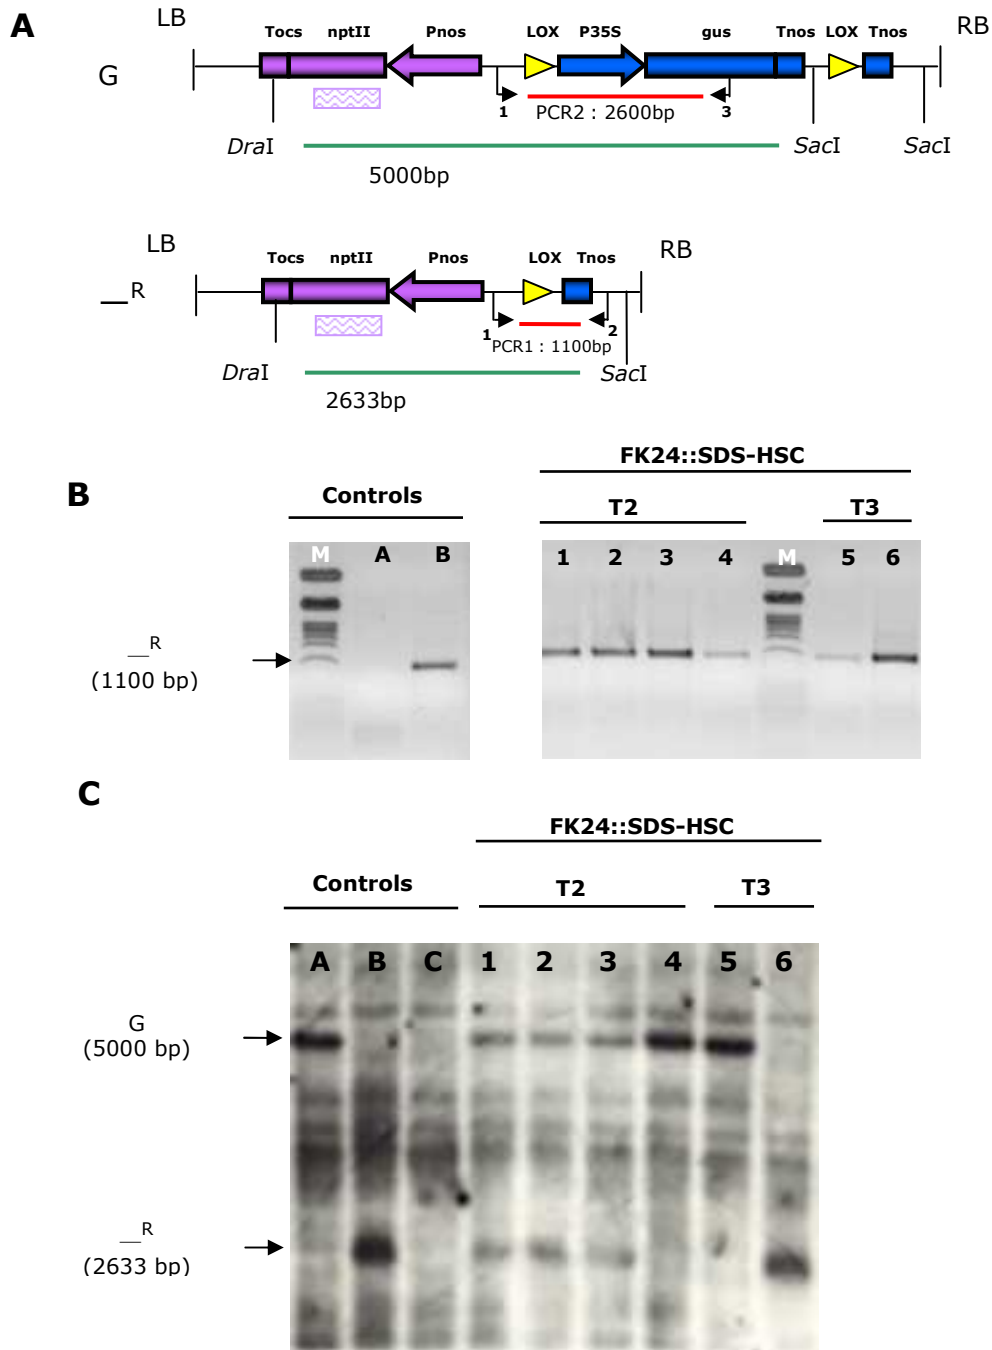 A
LB
RB
Tocs nptII Pnos LOX P35S gus Tnos LOX Tnos
G
1 PCR2 : 2600bp 3
DraI SacI SacI
5000bp
LB
RB
Tocs nptII Pnos LOX Tnos
__R
1 PCR1 : 1100bp 2
DraI SacI
2633bp
B
FK24::SDS-HSC
Controls T2 T3
M A B 1 2 3 4 M 5 6
__R
(1100 bp)
C
FK24::SDS-HSC
Controls T2 T3
A B C 1 2 3 4 5 6
G
(5000 bp)
__R
(2633 bp)